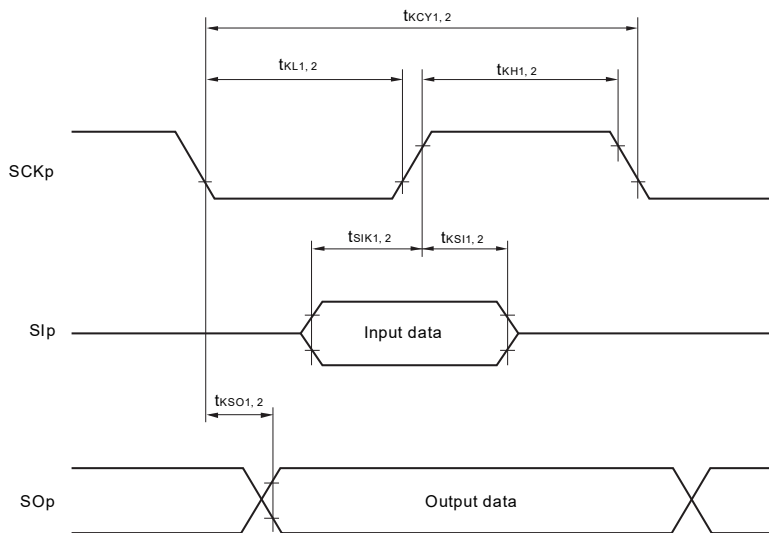 tKCY1, 2
tKL1, 2
tKH1, 2
SCKp
tSIK1, 2
tKSI1, 2
SIp
Input data
tKSO1, 2
SOp
Output data